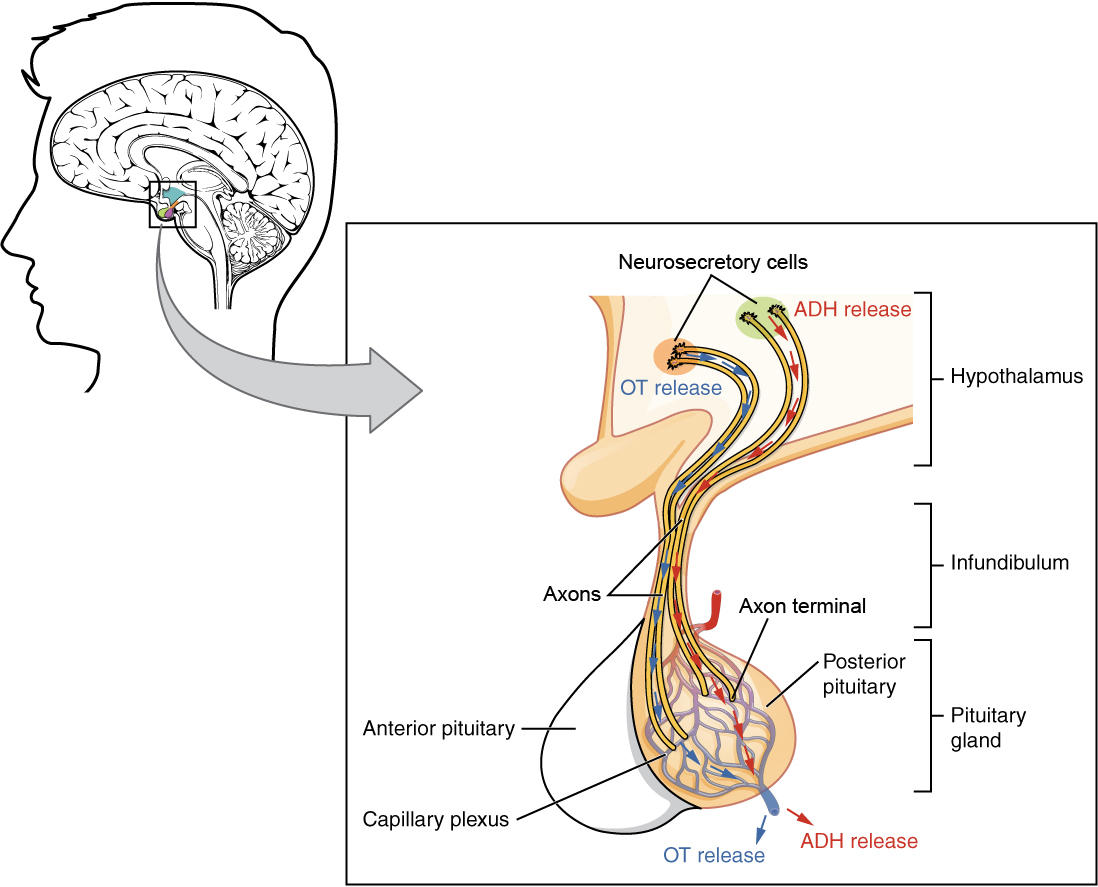 Neurosecretory cells
ADH release
OT release
Hypothalamus
Infundibulum
Axons
Axon terminal
Posterior
pituitary
Pituitary
gland
Anterior pituitary
Capillary plexus
ADH release
OT release